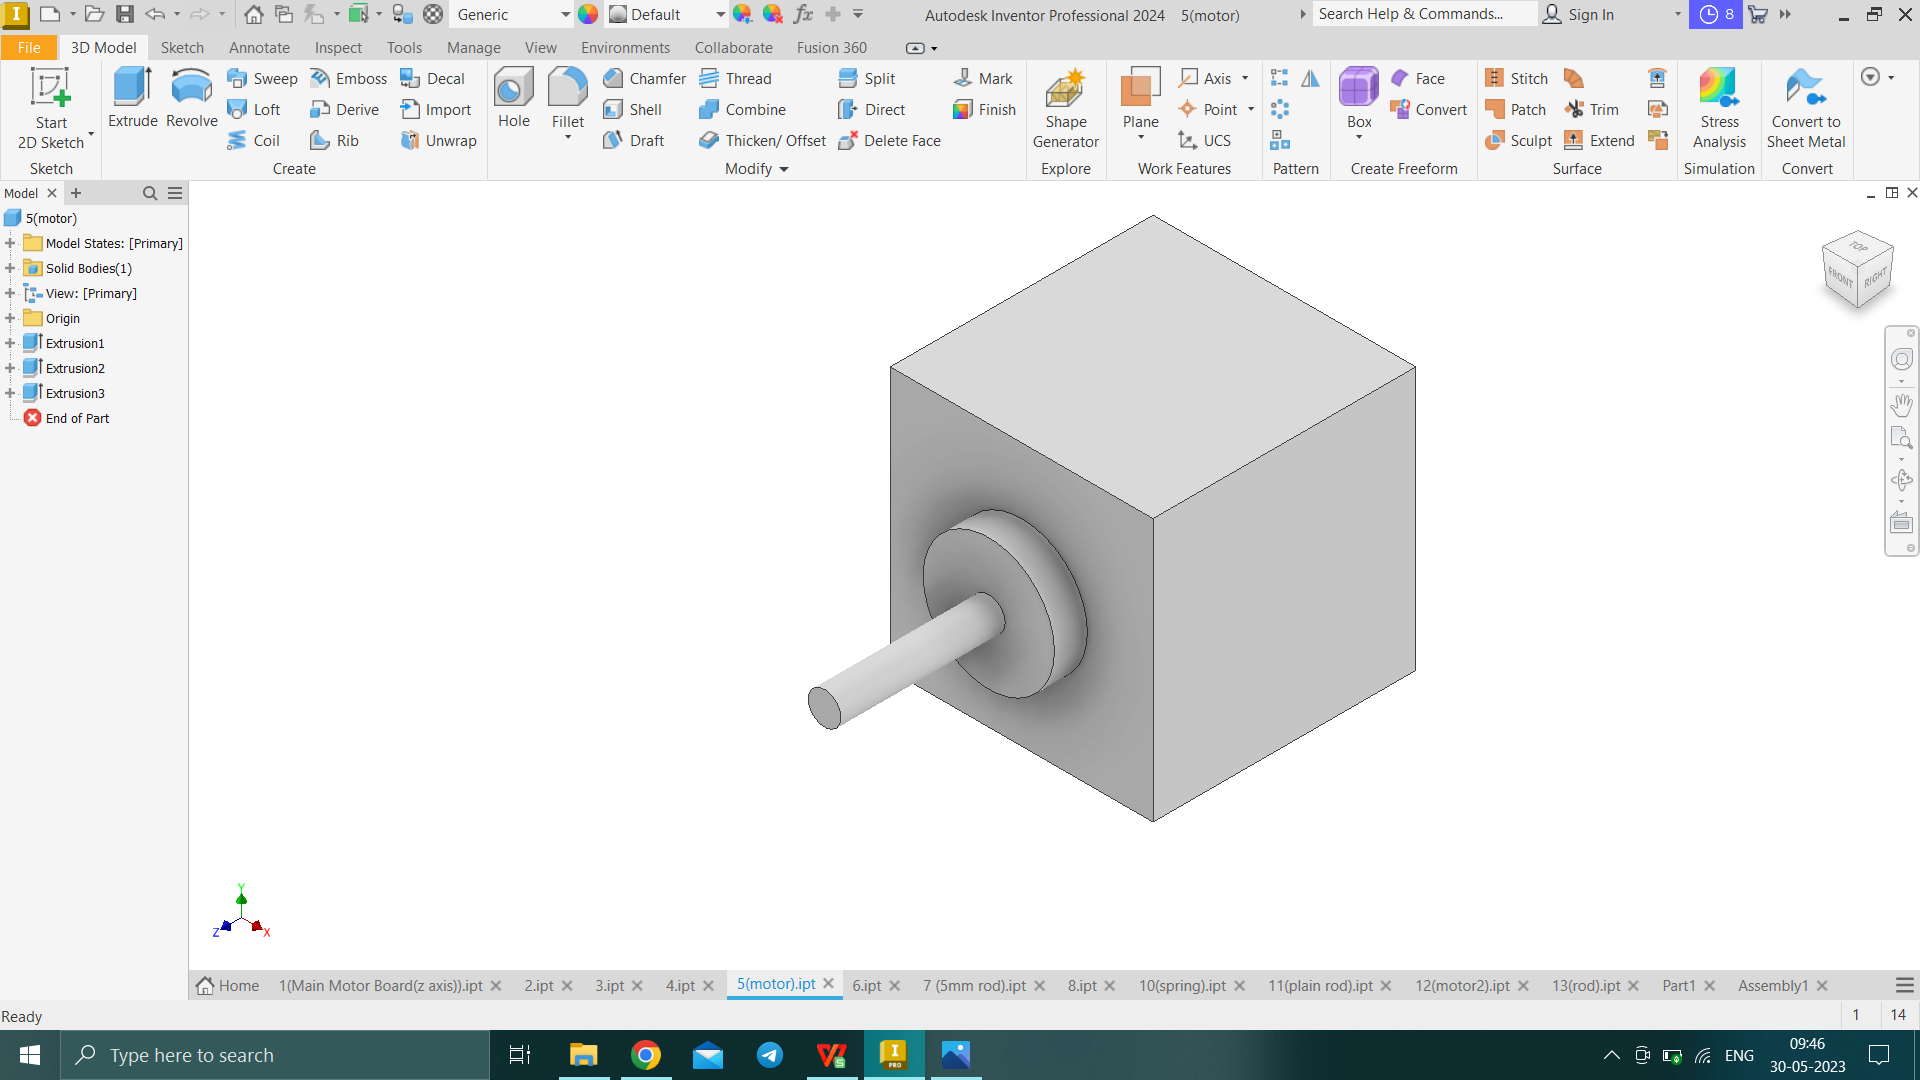 Generic
Default
Autodesk Inventor Professional 2024 5(motor)
Search Help & Commands...
Sign In
8
File 3D Model Sketch Annotate Inspect Tools Manage View Environments Collaborate Fusion 360
Start
2D Sketch
Sketch
Extrude
Revolve
Sweep
Loft
Coil
Emboss
Derive
Rib
Decal
Import
Unwrap
Create
Hole
Fillet
Chamfer
Shell
Draft
Thread
Combine
Thicken/ Offset
Split
Direct
Delete Face
Mark
Finish
Modify
Shape
Generator
Explore
Plane
Axis
Point
UCS
Work Features
Pattern
Box
Face
Convert
Create Freeform
Stitch
Patch
Sculpt
Trim
Extend
Surface
Stress
Analysis
Simulation
Convert to
Sheet Metal
Convert
Model
5(motor)
Model States: [Primary]
Solid Bodies(1)
View: [Primary]
Origin
Extrusion1
Extrusion2
Extrusion3
End of Part
TOP
FRONT
RIGHT
Y
Z
X
Home 1(Main Motor Board(z axis)).ipt 2.ipt 3.ipt 4.ipt 5(motor).ipt 6.ipt 7 (5mm rod).ipt 8.ipt 10(spring).ipt 11(plain rod).ipt 12(motor2).ipt 13(rod).ipt Part1 Assembly1
Ready
1 14
Type here to search
ENG
09:46
30-05-2023